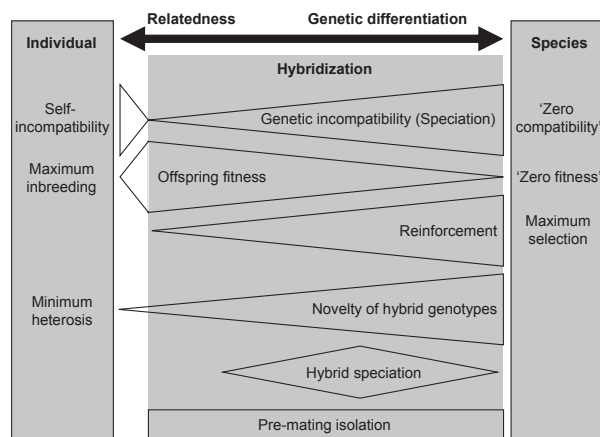 Relatedness Genetic differentiation
Individual
Species
Hybridization
Self-
incompatibility
Genetic incompatibility (Speciation)
‘Zero
compatibility’
Maximum
inbreeding
Offspring fitness
‘Zero fitness’
Reinforcement
Maximum
selection
Minimum
heterosis
Novelty of hybrid genotypes
Hybrid speciation
Pre-mating isolation